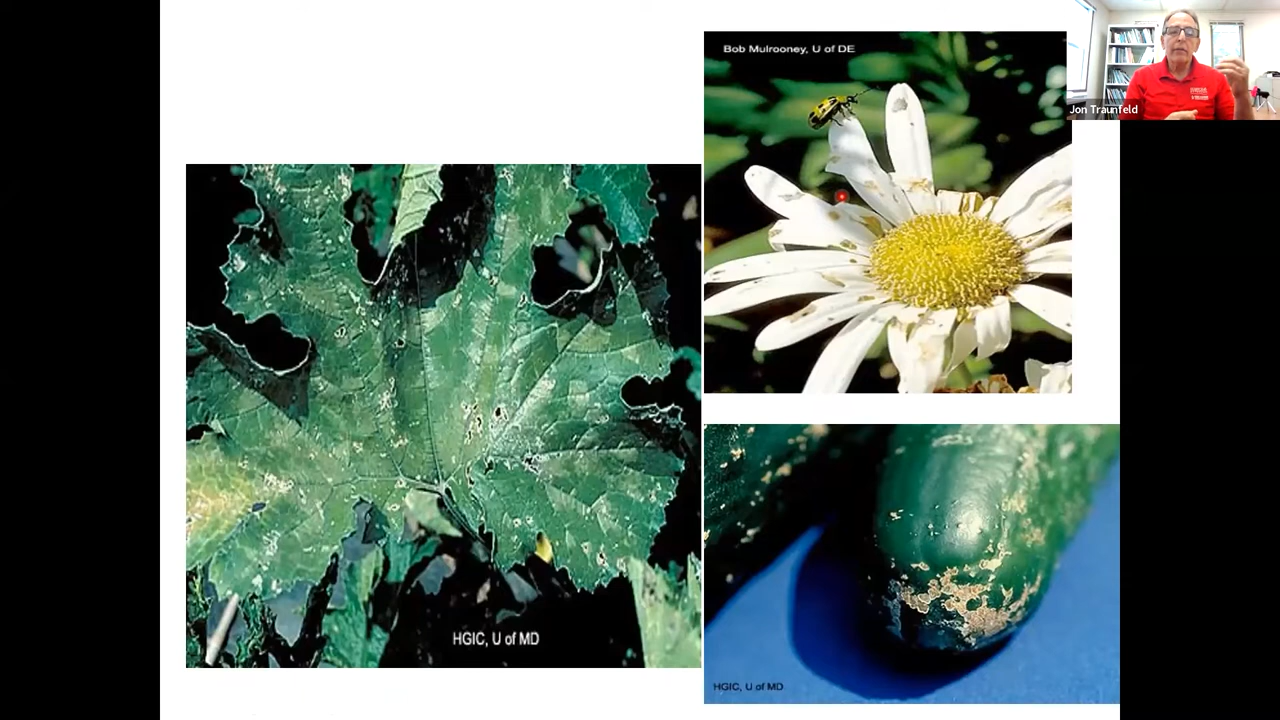 Bob Mulrooney, U of DE
Jon Traunfeld
HGIC, U of MD
HGIC, U of MD